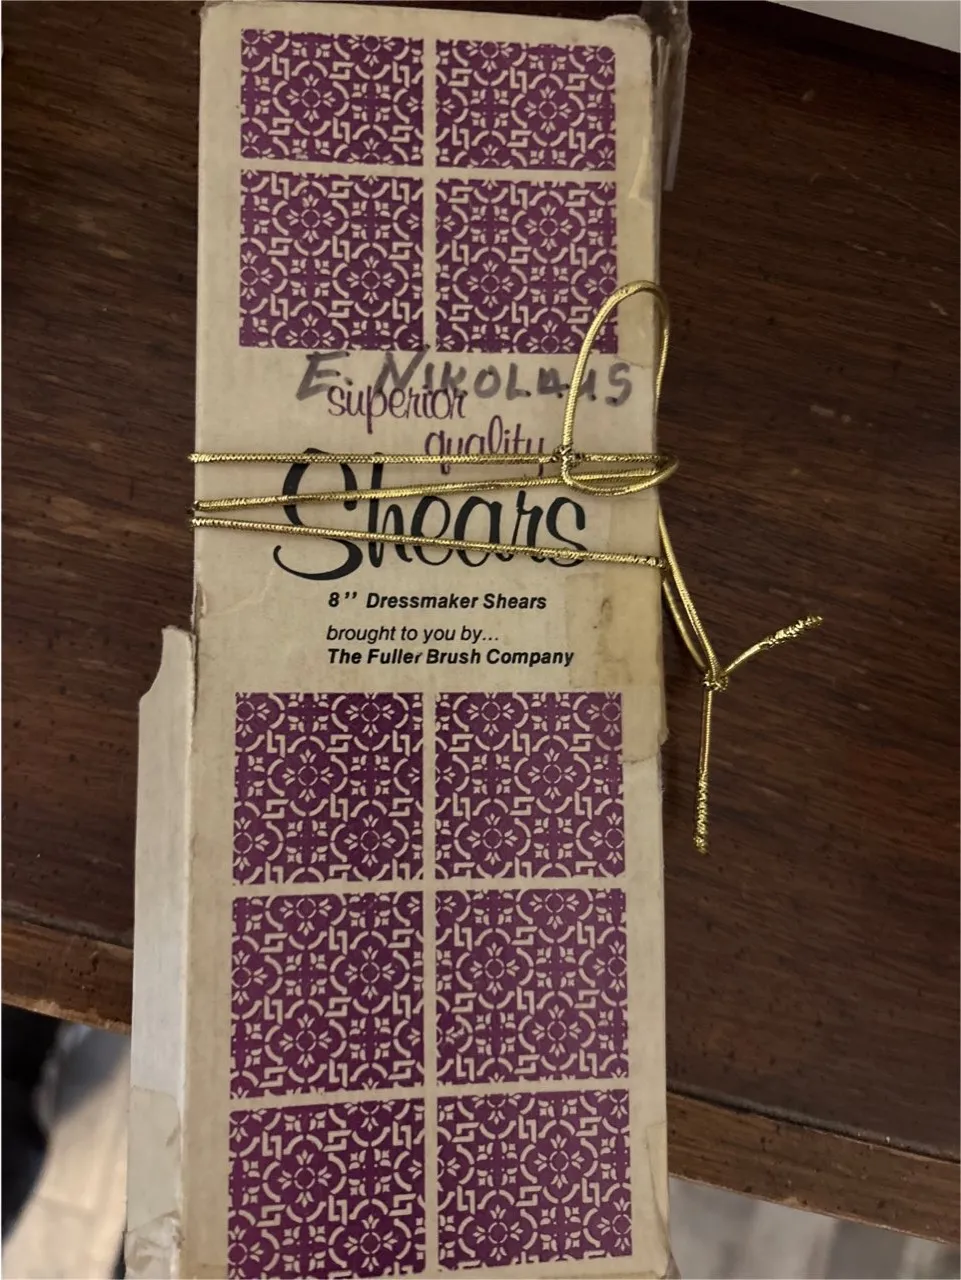 E. NIKOLAUS
superior
quality
Shears
8'' Dressmaker Shears
brought to you by...
The Fuller Brush Company